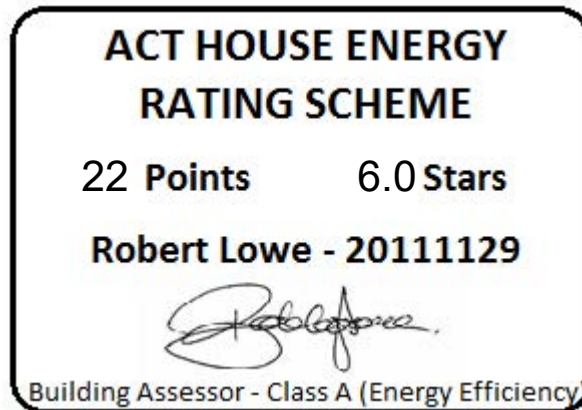 ACT HOUSE ENERGY
RATING SCHEME
22 Points 6.0 Stars
Robert Lowe - 20111129
Building Assessor - Class A (Energy Efficiency)